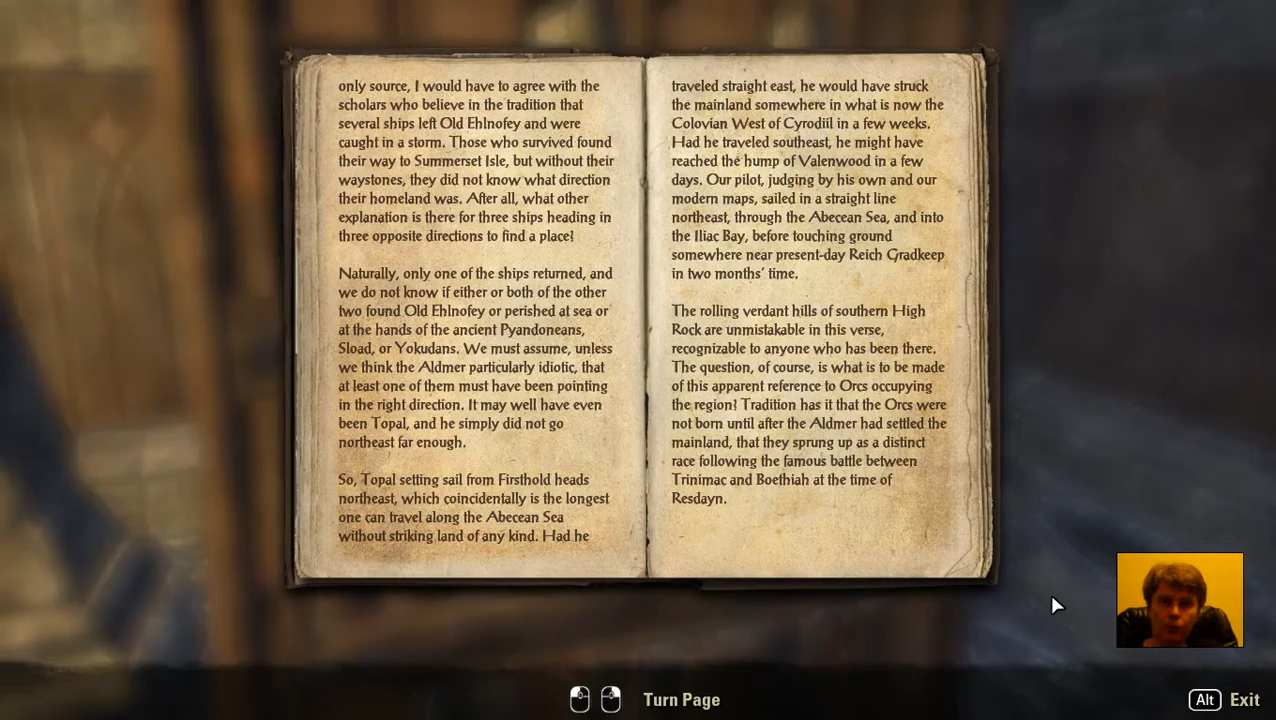 only source, I would have to agree with the
scholars who believe in the tradition that
several ships left Old Ehlnofey and were
caught in a storm. Those who survived found
their way to Summerset Isle, but without their
waystones, they did not know what direction
their homeland was. After all, what other
explanation is there for three ships heading in
three opposite directions to find a place?
Naturally, only one of the ships returned, and
we do not know if either or both of the other
two found Old Ehlnofey or perished at sea or
at the hands of the ancient Pyandoneans,
Sload, or Yokudans. We must assume, unless
we think the Aldmer particularly idiotic, that
at least one of them must have been pointing
in the right direction. It may well have even
been Topal, and he simply did not go
northeast far enough.
So, Topal setting sail from Firsthold heads
northeast, which coincidentally is the longest
one can travel along the Abecean Sea
without striking land of any kind. Had he
traveled straight east, he would have struck
the mainland somewhere in what is now the
Colovian West of Cyrodiil in a few weeks.
Had he traveled southeast, he might have
reached the hump of Valenwood in a few
days. Our pilot, judging by his own and our
modern maps, sailed in a straight line
northeast, through the Abecean Sea, and into
the Iliac Bay, before touching ground
somewhere near present-day Reich Gradkeep
in two months' time.
The rolling verdant hills of southern High
Rock are unmistakable in this verse,
recognizable to anyone who has been there.
The question, of course, is what is to be made
of this apparent reference to Orcs occupying
the region? Tradition has it that the Orcs were
not born until after the Aldmer had settled the
mainland, that they sprung up as a distinct
race following the famous battle between
Trinimac and Boethiah at the time of
Resdayn.
Turn Page
Alt Exit